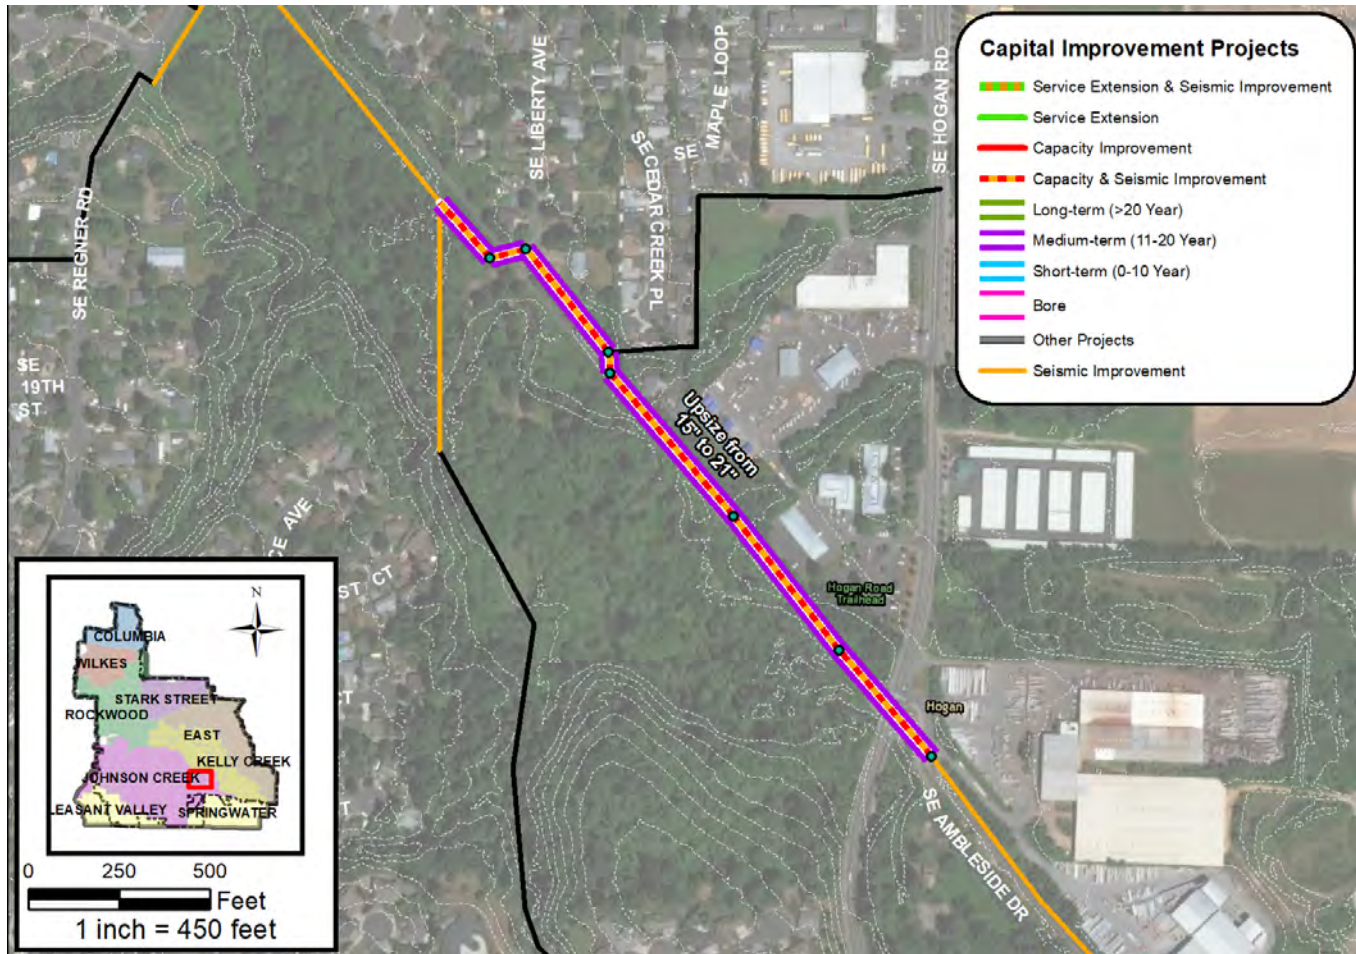 SE REGNER RD
SE LIBERTY AVE
SE CEDAR CREEK PL
SE
MAPLE LOOP
SE HOGAN RD
SE
19TH
ST
CE AVE
ST CT
CT
T
Upsize from
15" to 21"
Hogan Road
Trailhead
Hogan
SE AMBLESIDE DR
Capital Improvement Projects
Service Extension & Seismic Improvement
Service Extension
Capacity Improvement
Capacity & Seismic Improvement
Long-term (>20 Year)
Medium-term (11-20 Year)
Short-term (0-10 Year)
Bore
Other Projects
Seismic Improvement
N
COLUMBIA
WILKES
STARK STREET
ROCKWOOD
EAST
KELLY CREEK
JOHNSON CREEK
LEASANT VALLEY
SPRINGWATER
0 250 500
Feet
1 inch = 450 feet